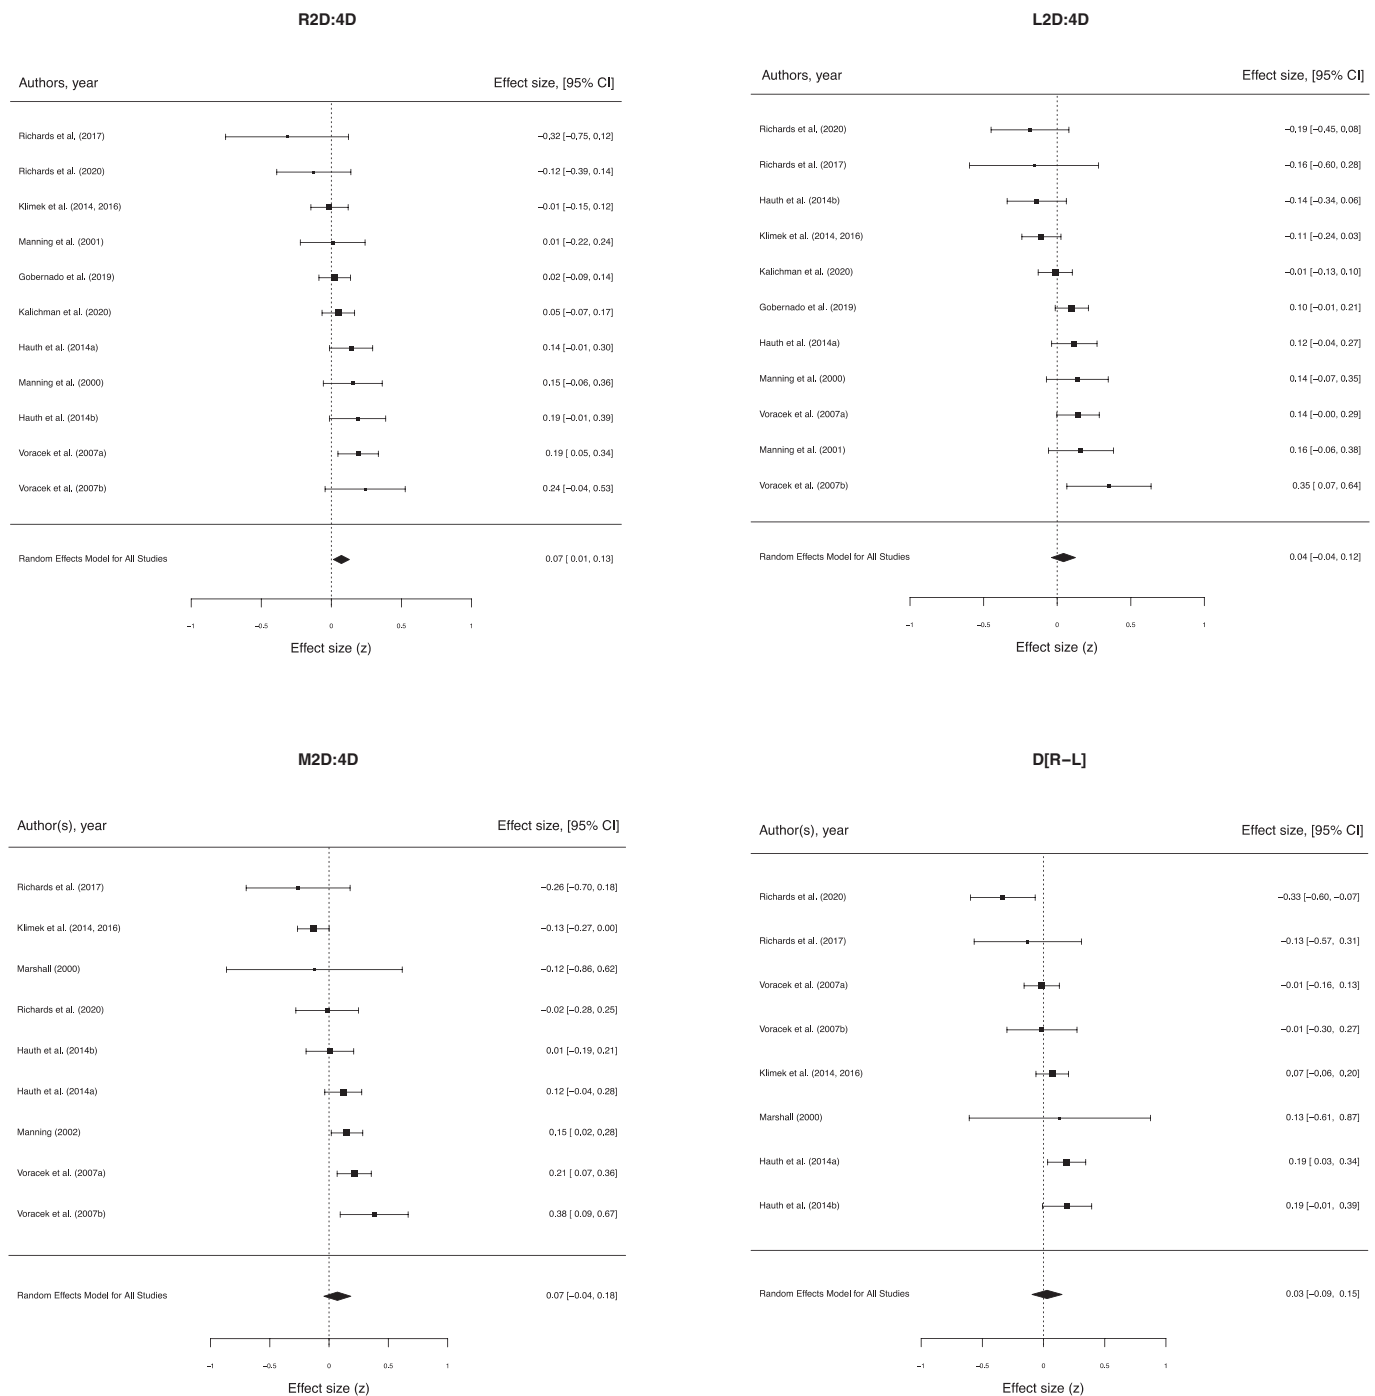 R2D:4D
Authors, year Effect size, [95% CI]
Richards et al. (2017) −0.32 [−0.75, 0.12]
Richards et al. (2020) −0.12 [−0.39, 0.14]
Klimek et al. (2014, 2016) −0.01 [−0.15, 0.12]
Manning et al. (2001) 0.01 [−0.22, 0.24]
Gobernado et al. (2019) 0.02 [−0.09, 0.14]
Kalichman et al. (2020) 0.05 [−0.07, 0.17]
Hauth et al. (2014a) 0.14 [−0.01, 0.30]
Manning et al. (2000) 0.15 [−0.06, 0.36]
Hauth et al. (2014b) 0.19 [−0.01, 0.39]
Voracek et al. (2007a) 0.19 [ 0.05, 0.34]
Voracek et al. (2007b) 0.24 [−0.04, 0.53]
Random Effects Model for All Studies 0.07 [ 0.01, 0.13]
−1 −0.5 0 0.5 1
Effect size (z)
L2D:4D
Authors, year Effect size, [95% CI]
Richards et al. (2020) −0.19 [−0.45, 0.08]
Richards et al. (2017) −0.16 [−0.60, 0.28]
Hauth et al. (2014b) −0.14 [−0.34, 0.06]
Klimek et al. (2014, 2016) −0.11 [−0.24, 0.03]
Kalichman et al. (2020) −0.01 [−0.13, 0.10]
Gobernado et al. (2019) 0.10 [−0.01, 0.21]
Hauth et al. (2014a) 0.12 [−0.04, 0.27]
Manning et al. (2000) 0.14 [−0.07, 0.35]
Voracek et al. (2007a) 0.14 [−0.00, 0.29]
Manning et al. (2001) 0.16 [−0.06, 0.38]
Voracek et al. (2007b) 0.35 [ 0.07, 0.64]
Random Effects Model for All Studies 0.04 [−0.04, 0.12]
−1 −0.5 0 0.5 1
Effect size (z)
M2D:4D
Author(s), year Effect size, [95% CI]
Richards et al. (2017) −0.26 [−0.70, 0.18]
Klimek et al. (2014, 2016) −0.13 [−0.27, 0.00]
Marshall (2000) −0.12 [−0.86, 0.62]
Richards et al. (2020) −0.02 [−0.28, 0.25]
Hauth et al. (2014b) 0.01 [−0.19, 0.21]
Hauth et al. (2014a) 0.12 [−0.04, 0.28]
Manning (2002) 0.15 [ 0.02, 0.28]
Voracek et al. (2007a) 0.21 [ 0.07, 0.36]
Voracek et al. (2007b) 0.38 [ 0.09, 0.67]
Random Effects Model for All Studies 0.07 [−0.04, 0.18]
−1 −0.5 0 0.5 1
Effect size (z)
D[R−L]
Author(s), year Effect size, [95% CI]
Richards et al. (2020) −0.33 [−0.60, −0.07]
Richards et al. (2017) −0.13 [−0.57, 0.31]
Voracek et al. (2007a) −0.01 [−0.16, 0.13]
Voracek et al. (2007b) −0.01 [−0.30, 0.27]
Klimek et al. (2014, 2016) 0.07 [−0.06, 0.20]
Marshall (2000) 0.13 [−0.61, 0.87]
Hauth et al. (2014a) 0.19 [ 0.03, 0.34]
Hauth et al. (2014b) 0.19 [−0.01, 0.39]
Random Effects Model for All Studies 0.03 [−0.09, 0.15]
−1 −0.5 0 0.5 1
Effect size (z)